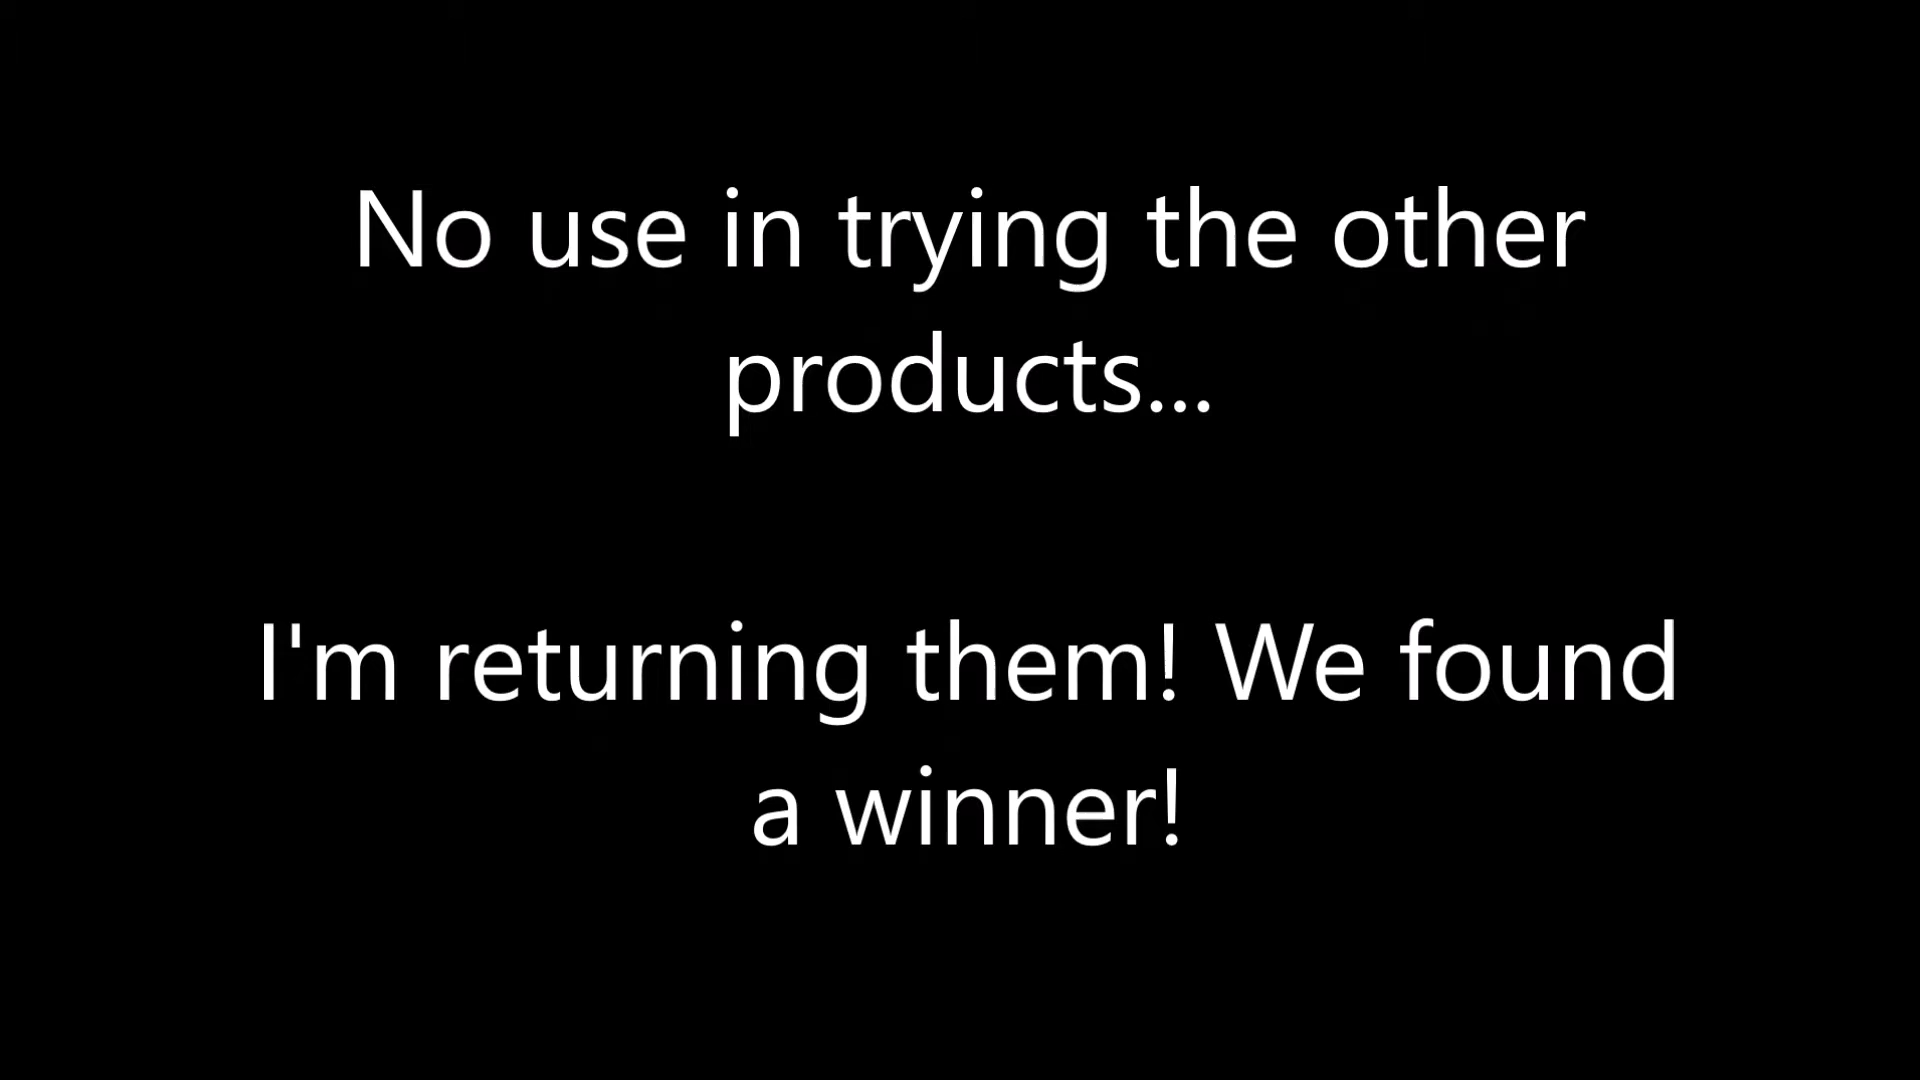 No use in trying the other
products...
I'm returning them! We found
a winner!